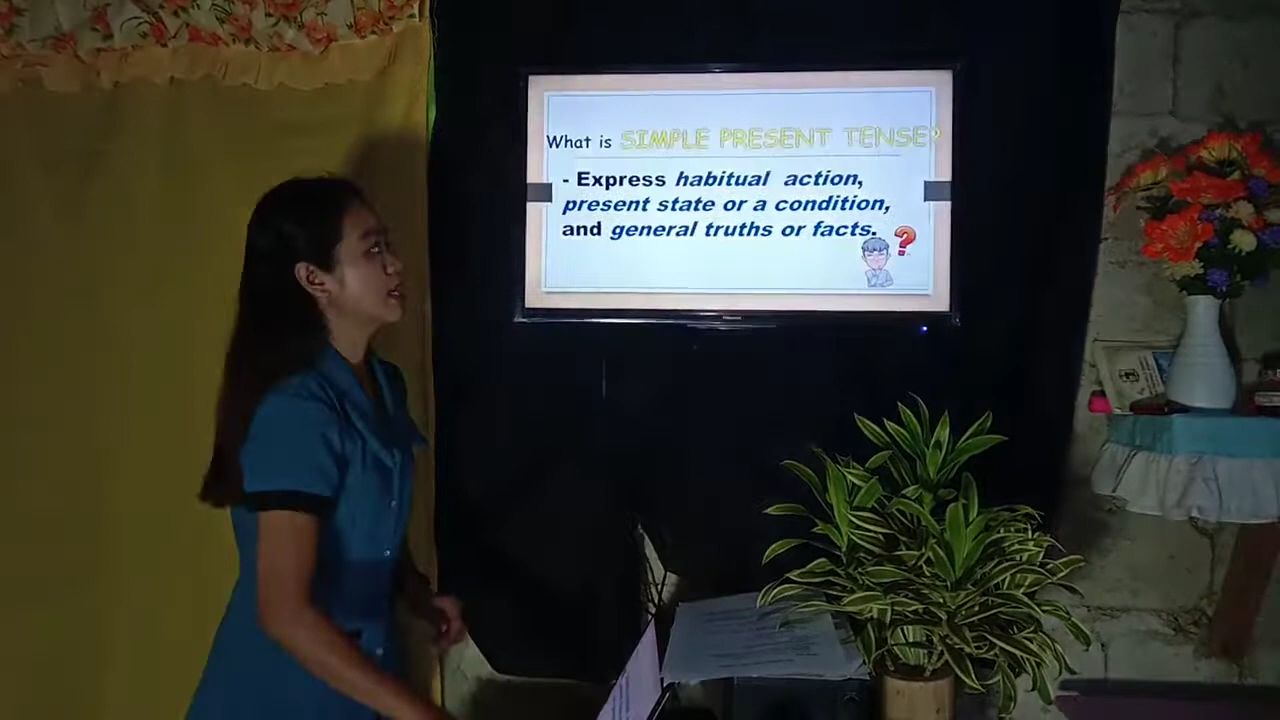 What is SIMPLE PRESENT TENSE?
- Express habitual action,
present state or a condition,
and general truths or facts.
?